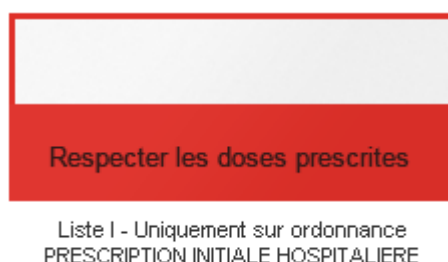 Respecter les doses prescrites
Liste I - Uniquement sur ordonnance
PRESCRIPTION INITIALE HOSPITALIERE